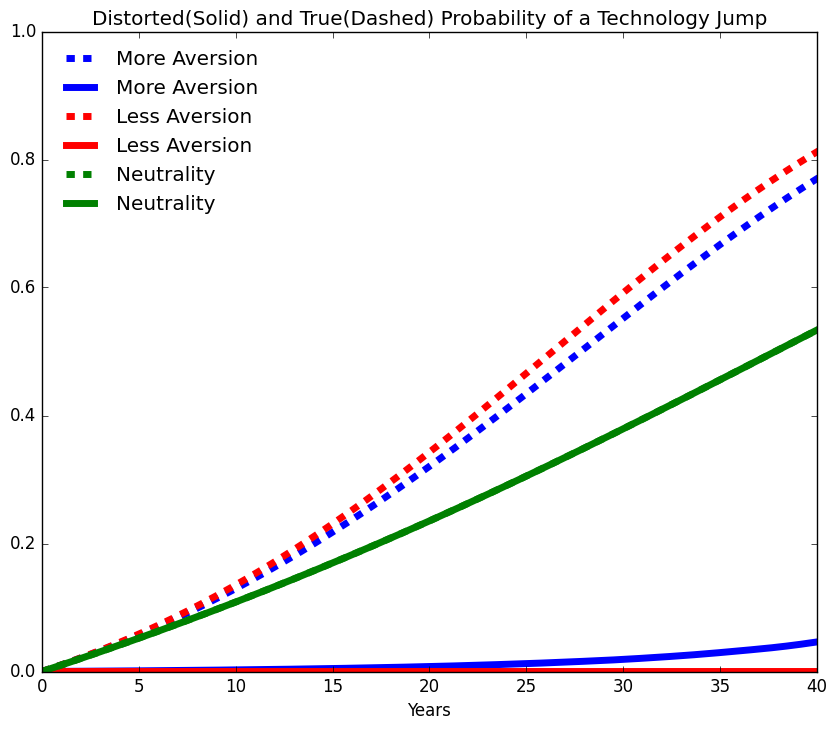 Distorted(Solid) and True(Dashed) Probability of a Technology Jump
1.0
More Aversion
More Aversion
Less Aversion
Less Aversion
Neutrality
Neutrality
0.8
0.6
0.4
0.2
0.0
0 5 10 15 20 25 30 35 40
Years